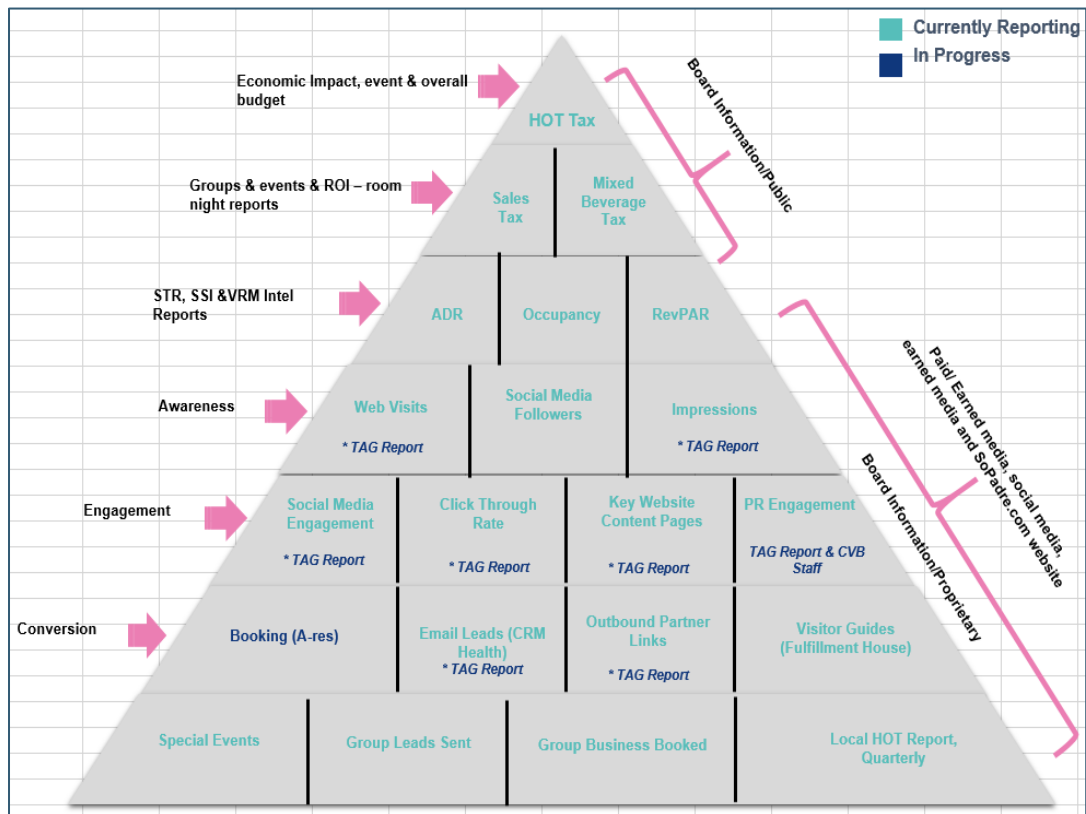 Currently Reporting
In Progress
Economic Impact, event & overall
budget
HOT Tax
Board Information/Public
Groups & events & ROI – room
night reports
Sales
Tax
Mixed
Beverage
Tax
STR, SSI &VRM Intel
Reports
ADR
Occupancy
RevPAR
Paid/ Earned media, social media,
earned media and SoPadre.com website
Board Information/Proprietary
Awareness
Web Visits
* TAG Report
Social Media
Followers
Impressions
* TAG Report
Engagement
Social Media
Engagement
* TAG Report
Click Through
Rate
* TAG Report
Key Website
Content Pages
* TAG Report
PR Engagement
TAG Report & CVB
Staff
Conversion
Booking (A-res)
Email Leads (CRM
Health)
* TAG Report
Outbound Partner
Links
* TAG Report
Visitor Guides
(Fulfillment House)
Special Events
Group Leads Sent
Group Business Booked
Local HOT Report,
Quarterly